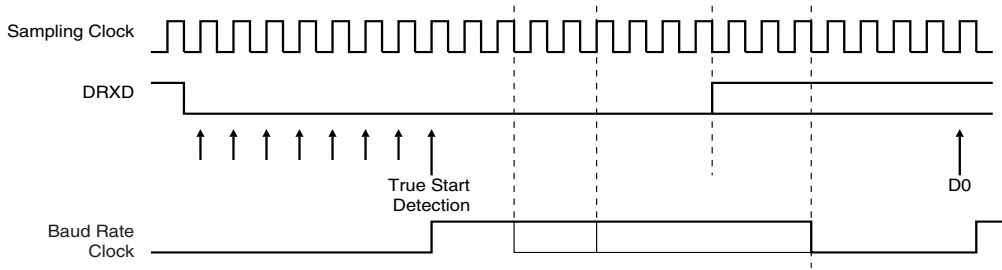 Sampling Clock
DRXD
True Start
Detection
D0
Baud Rate
Clock